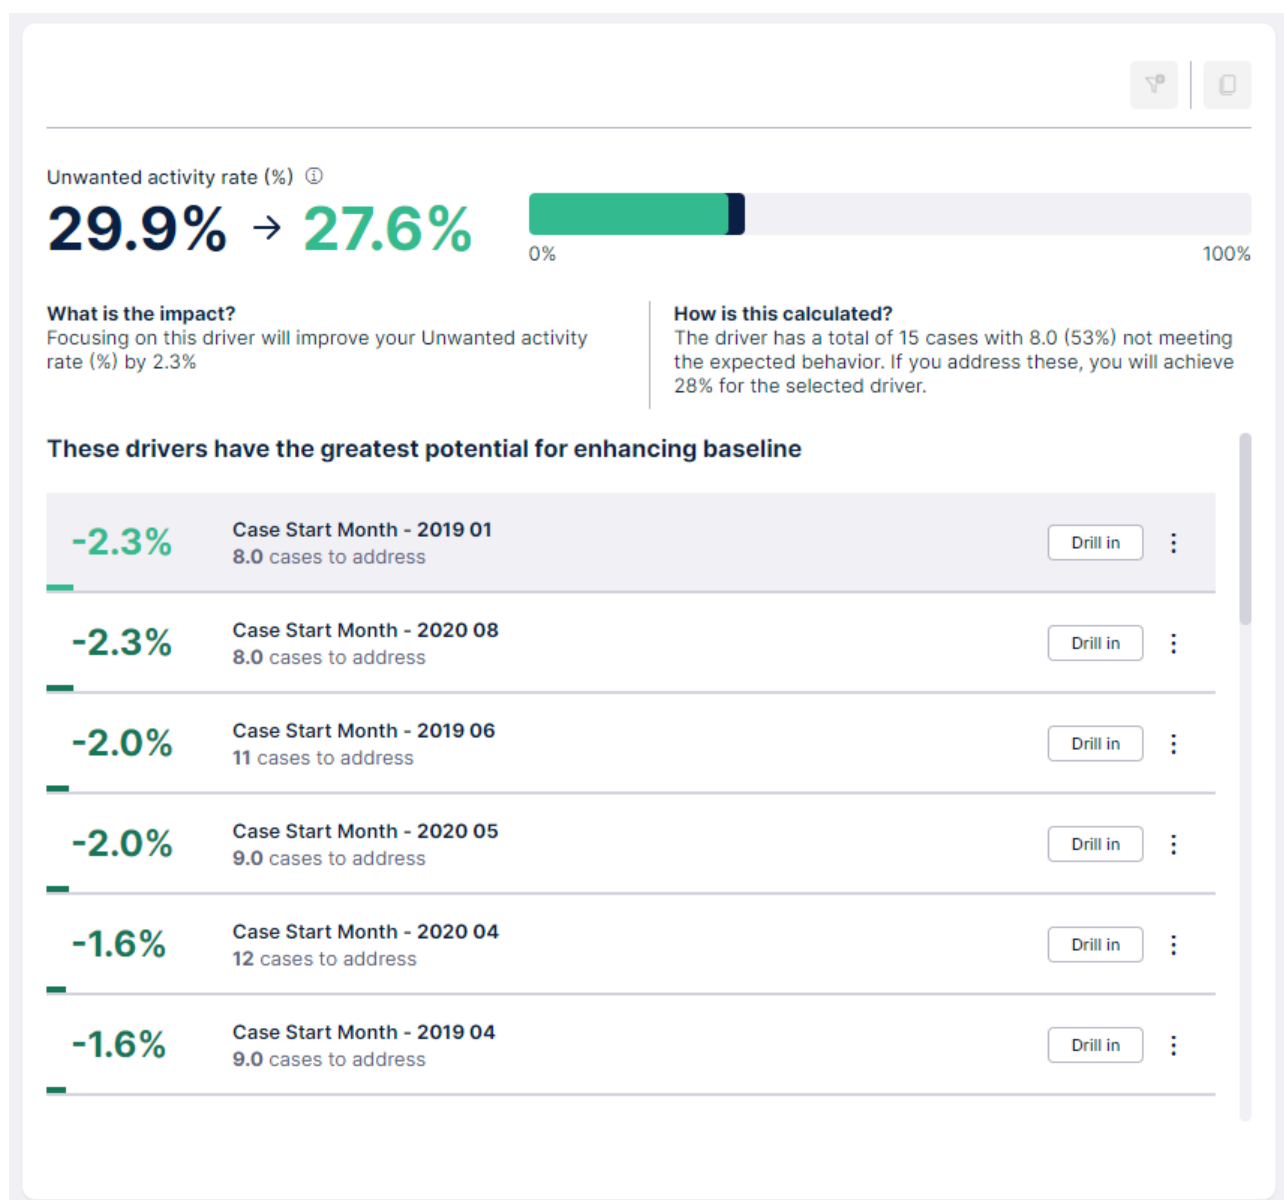 Unwanted activity rate (%)
29.9% → 27.6%
0%
100%
What is the impact?
Focusing on this driver will improve your Unwanted activity
rate (%) by 2.3%
How is this calculated?
The driver has a total of 15 cases with 8.0 (53%) not meeting
the expected behavior. If you address these, you will achieve
28% for the selected driver.
These drivers have the greatest potential for enhancing baseline
-2.3%
Case Start Month - 2019 01
8.0 cases to address
Drill in
-2.3%
Case Start Month - 2020 08
8.0 cases to address
Drill in
-2.0%
Case Start Month - 2019 06
11 cases to address
Drill in
-2.0%
Case Start Month - 2020 05
9.0 cases to address
Drill in
-1.6%
Case Start Month - 2020 04
12 cases to address
Drill in
-1.6%
Case Start Month - 2019 04
9.0 cases to address
Drill in